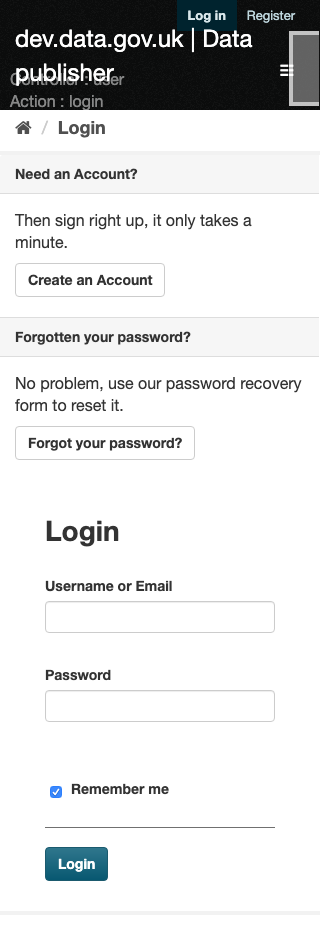 Log in Register
dev.data.gov.uk | Data
publisher
Controller : user
Action : login
/ Login
Need an Account?
Then sign right up, it only takes a
minute.
Create an Account
Forgotten your password?
No problem, use our password recovery
form to reset it.
Forgot your password?
Login
Username or Email
Password
Remember me
Login